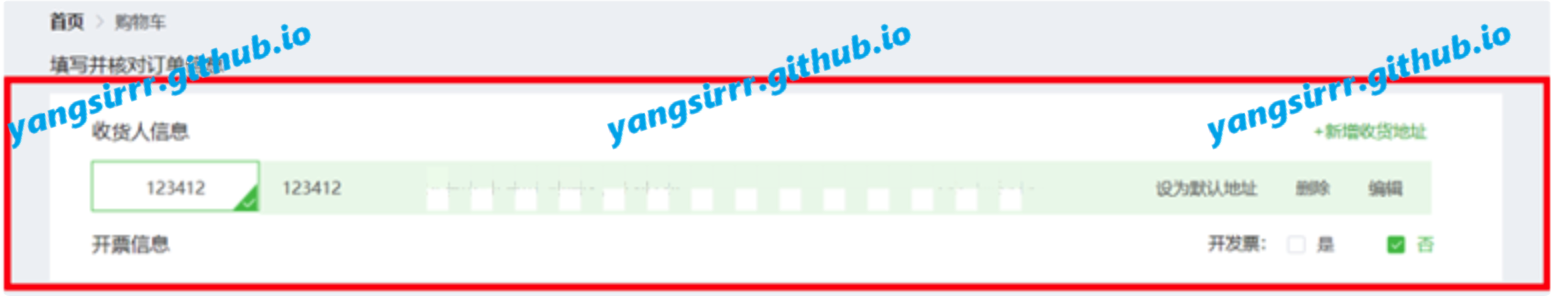 首页 > 购物车
填写并核对订单信息
yangsirrr.github.io yangsirrr.github.io yangsirrr.github.io
收货人信息 +新增收货地址
123412 123412 设为默认地址 删除 编辑
开票信息 开发票： 是 否